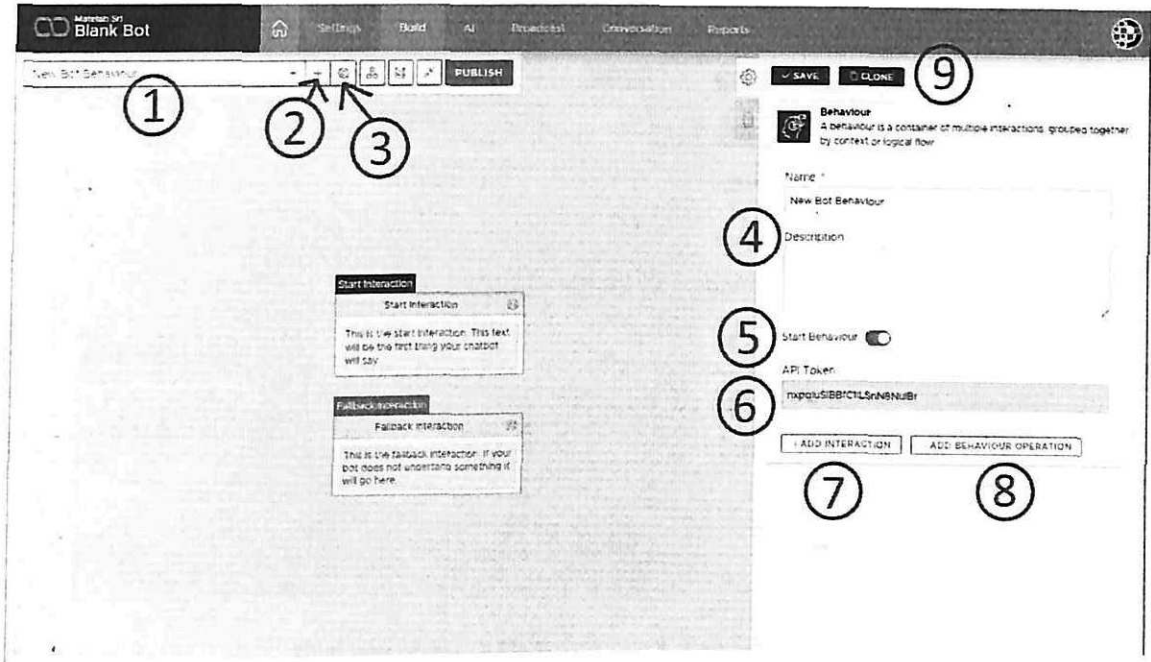 Matelab Srl
Blank Bot
Settings
Build
AI
Broadcast
Conversation
Reports
New Bot Behaviour
PUBLISH
SAVE
CLONE
9
1
2
3
Behaviour
A behaviour is a container of multiple interactions, grouped together
by context or logical flow
Name *
New Bot Behaviour
4
Description
Start Interaction
Start Interaction
This is the start interaction. This text
will be the first thing your chatbot
will say
5
Start Behaviour
API Token
6
Fallback Interaction
Fallback Interaction
This is the fallback interaction. If your
bot does not understand something it
will go here.
+ ADD INTERACTION
ADD BEHAVIOUR OPERATION
7
8